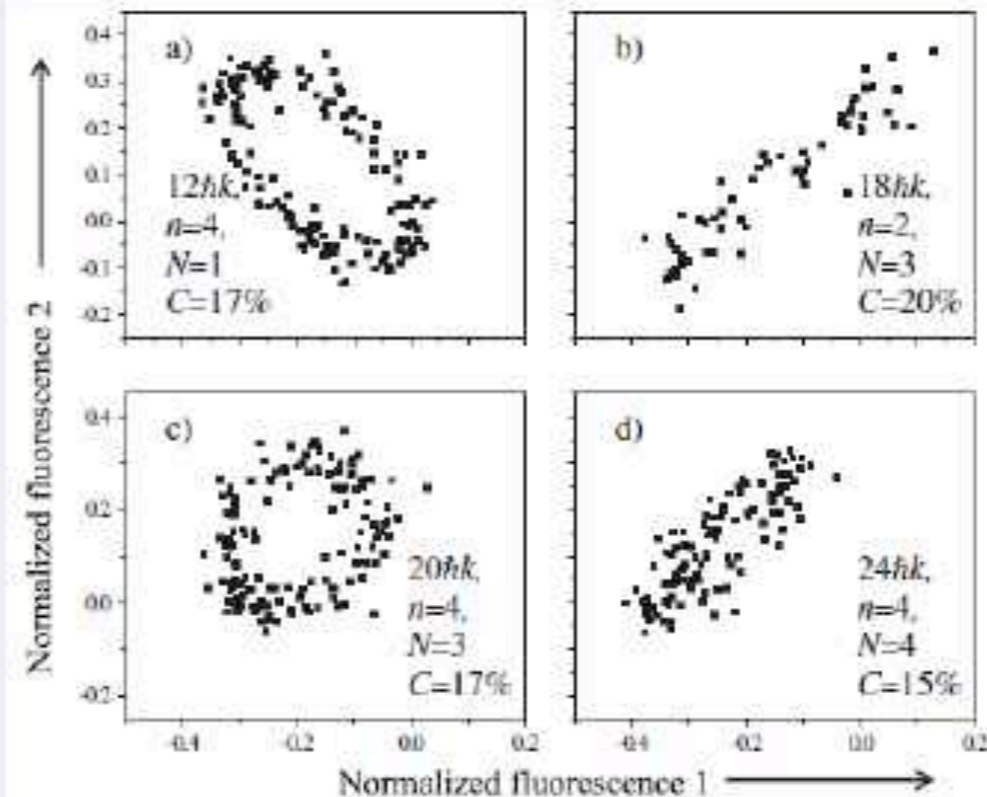 Normalized fluorescence 2
0.4
0.3
0.2
0.1
0.0
-0.1
-0.2
a)
12ħk,
n=4,
N=1
C=17%
b)
18ħk,
n=2,
N=3
C=20%
0.4
0.2
0.0
-0.2
c)
20ħk,
n=4,
N=3
C=17%
d)
24ħk,
n=4,
N=4
C=15%
-0.4 -0.2 0.0 0.2
-0.4 -0.2 0.0 0.2
Normalized fluorescence 1